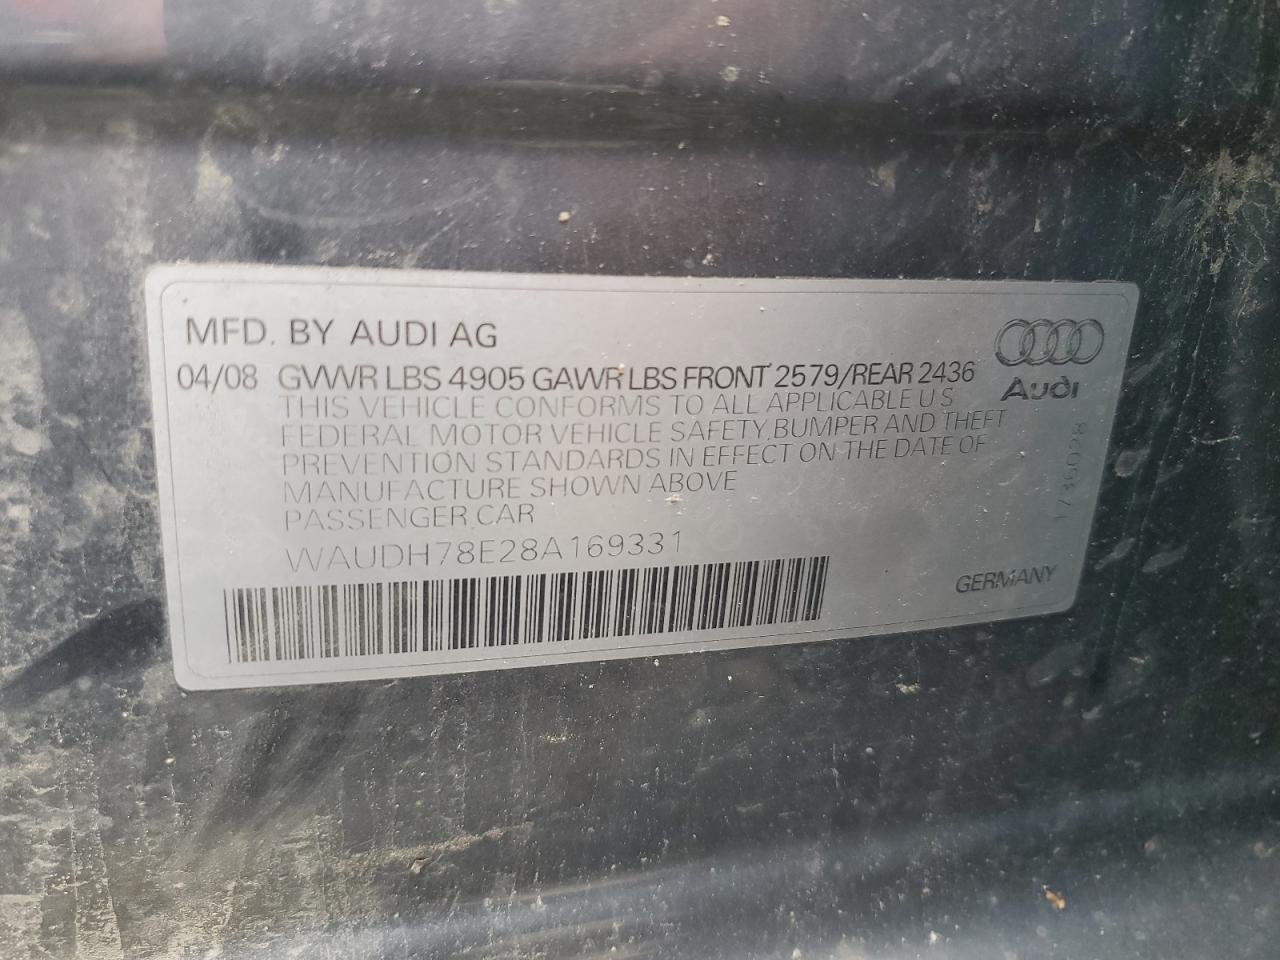 MFD. BY AUDI AG
04/08 GVWR LBS 4905 GAWR LBS FRONT 2579/REAR 2436
Audi
THIS VEHICLE CONFORMS TO ALL APPLICABLE U S
FEDERAL MOTOR VEHICLE SAFETY, BUMPER AND THEFT
PREVENTION STANDARDS IN EFFECT ON THE DATE OF
MANUFACTURE SHOWN ABOVE
PASSENGER CAR
WAUDH78E28A169331
GERMANY